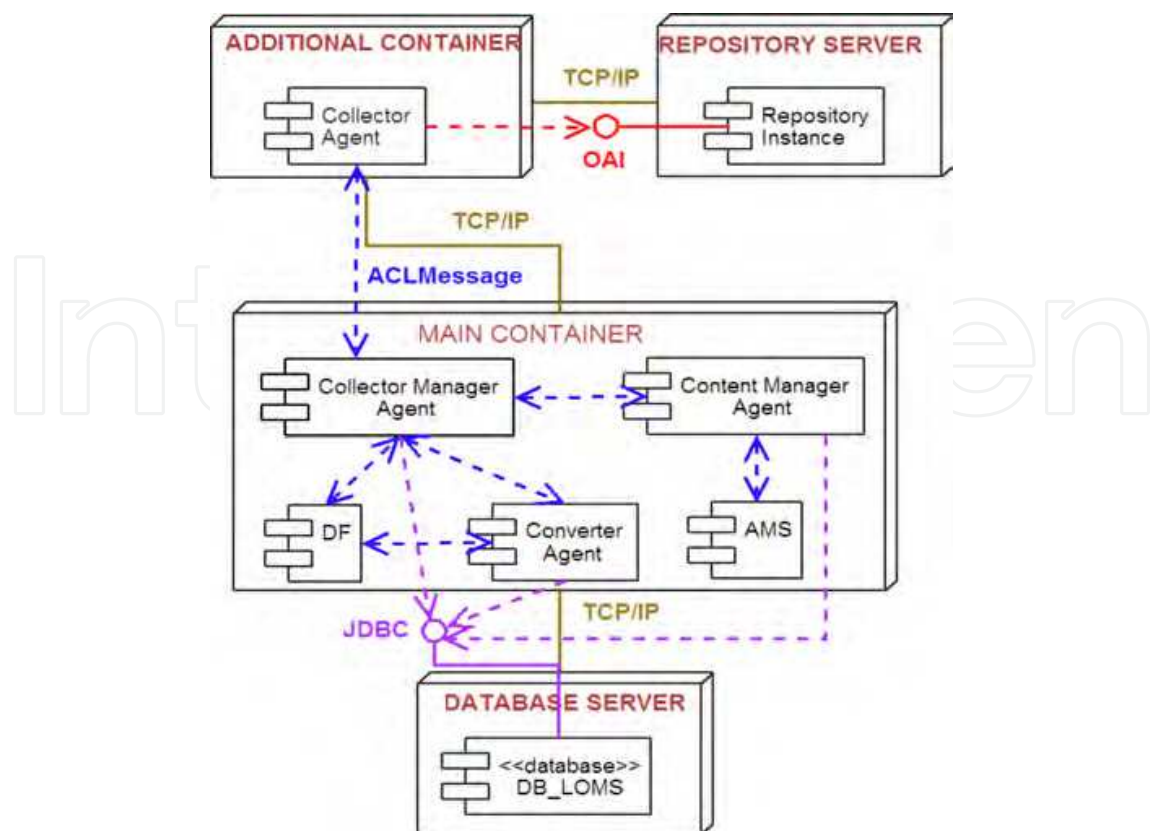 ADDITIONAL CONTAINER
REPOSITORY SERVER
TCP/IP
Collector
Agent
Repository
Instance
OAI
TCP/IP
ACLMessage
MAIN CONTAINER
Collector Manager
Agent
Content Manager
Agent
DF
Converter
Agent
AMS
JDBC
TCP/IP
DATABASE SERVER
<<database>>
DB_LOMS
Inten